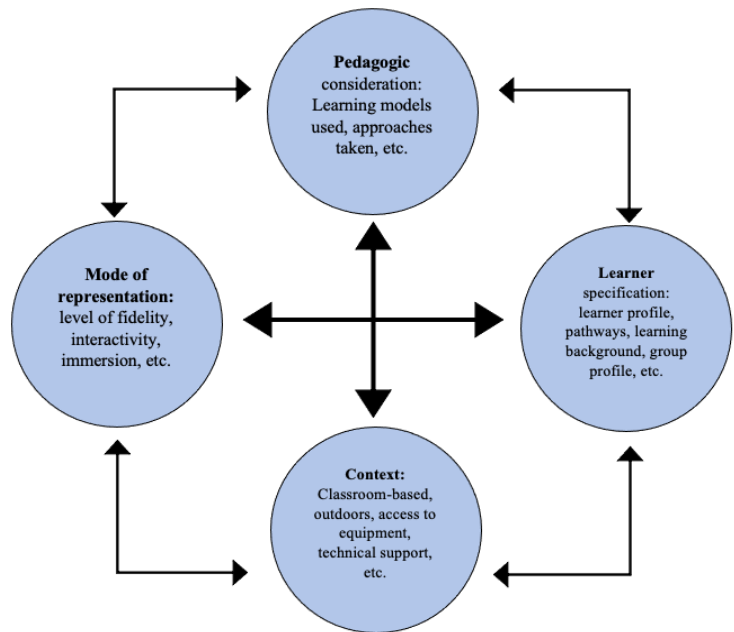 Pedagogic
consideration:
Learning models
used, approaches
taken, etc.
Mode of
representation:
level of fidelity,
interactivity,
immersion, etc.
Learner
specification:
learner profile,
pathways, learning
background, group
profile, etc.
Context:
Classroom-based,
outdoors, access to
equipment,
technical support,
etc.